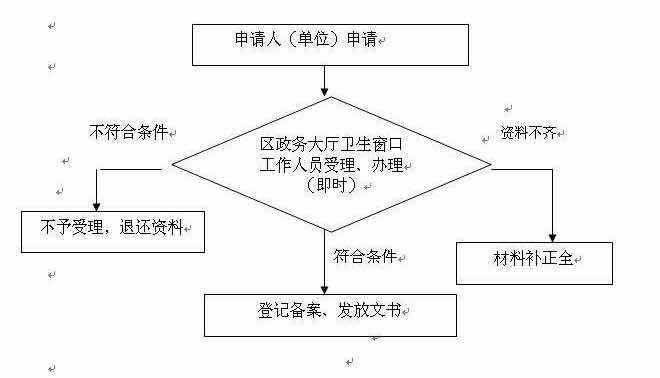 申请人（单位）申请
不符合条件
资料不齐
区政务大厅卫生窗口
工作人员受理、办理
（即时）
不予受理，退还资料
符合条件
材料补正全
登记备案、发放文书